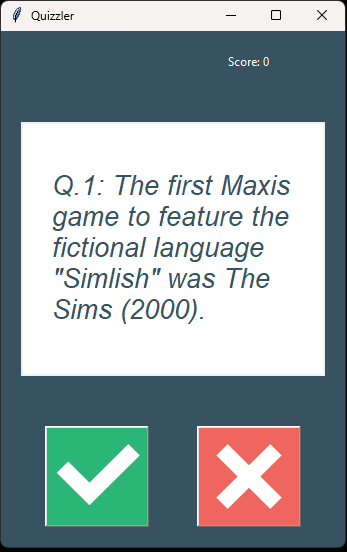 Quizzler
Score: 0
Q.1: The first Maxis
game to feature the
fictional language
"Simlish" was The
Sims (2000).